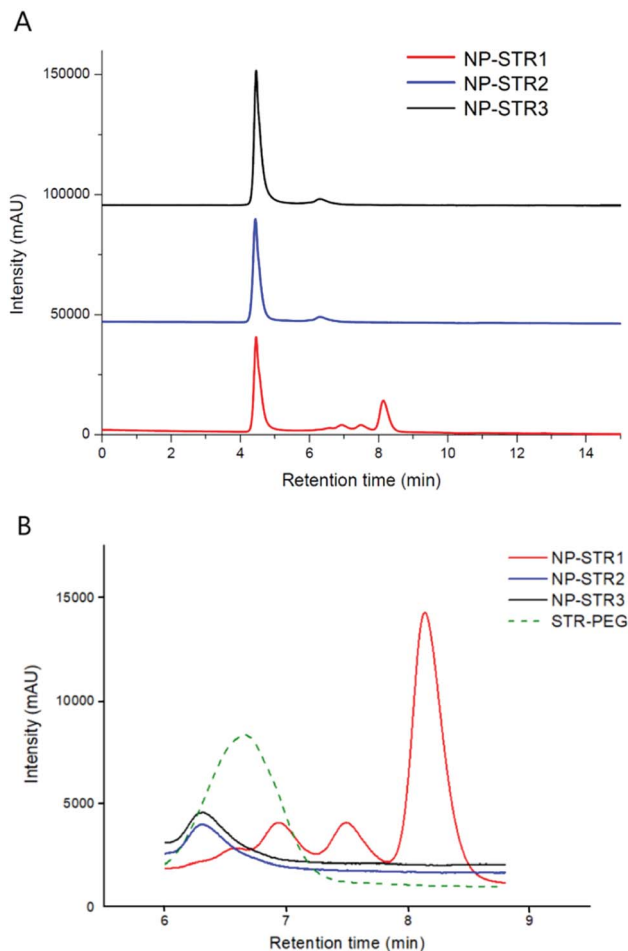 A
NP-STR1
NP-STR2
NP-STR3
150000
100000
50000
0
Intensity (mAU)
0 2 4 6 8 10 12 14
Retention time (min)
B
NP-STR1
NP-STR2
NP-STR3
STR-PEG
15000
10000
5000
0
Intensity (mAU)
6 7 8 9
Retention time (min)